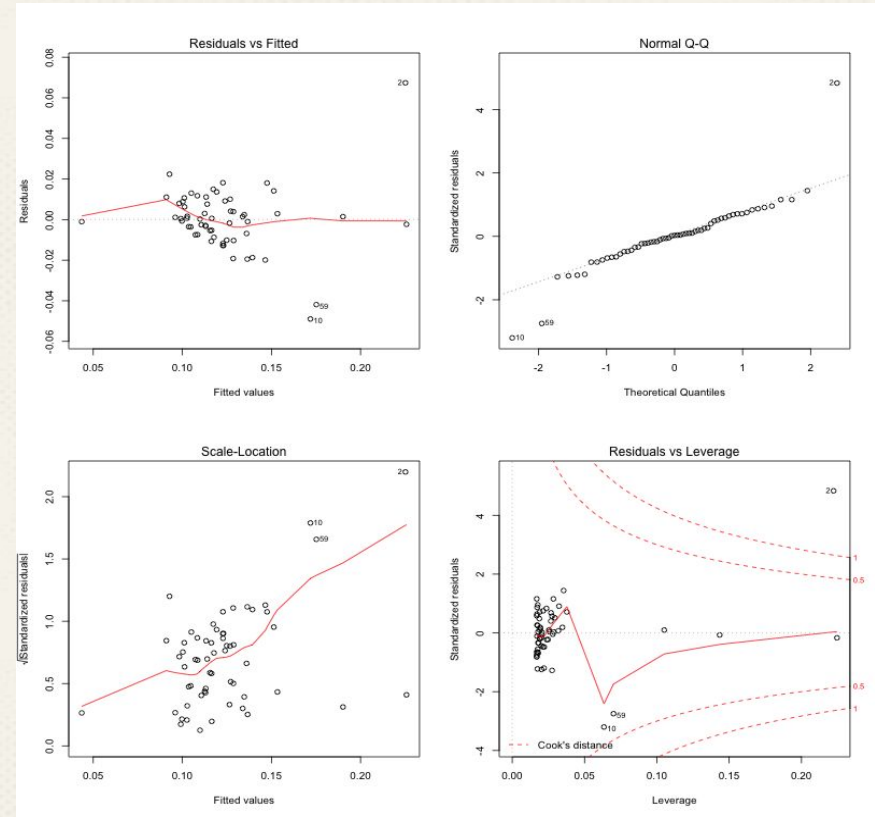 Residuals vs Fitted
Residuals
0.08
0.06
0.04
0.02
0.00
-0.02
-0.04
-0.06
2
59
10
0.05 0.10 0.15 0.20
Fitted values
Normal Q-Q
Standardized residuals
4
2
0
-2
2
59
10
-2 -1 0 1 2
Theoretical Quantiles
Scale-Location
√|Standardized residuals|
2.0
1.5
1.0
0.5
0.0
2
10
59
0.05 0.10 0.15 0.20
Fitted values
Residuals vs Leverage
Standardized residuals
4
2
0
-2
-4
2
1
0.5
0.5
1
59
10
Cook's distance
0.00 0.05 0.10 0.15 0.20
Leverage